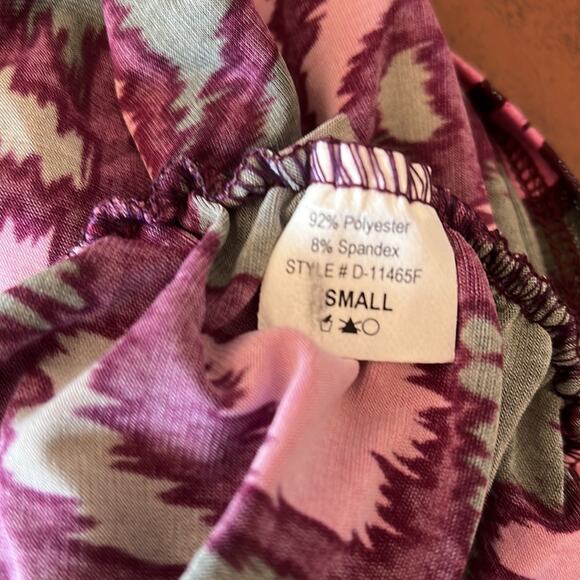 92% Polyester
8% Spandex
STYLE # D-11465F
SMALL